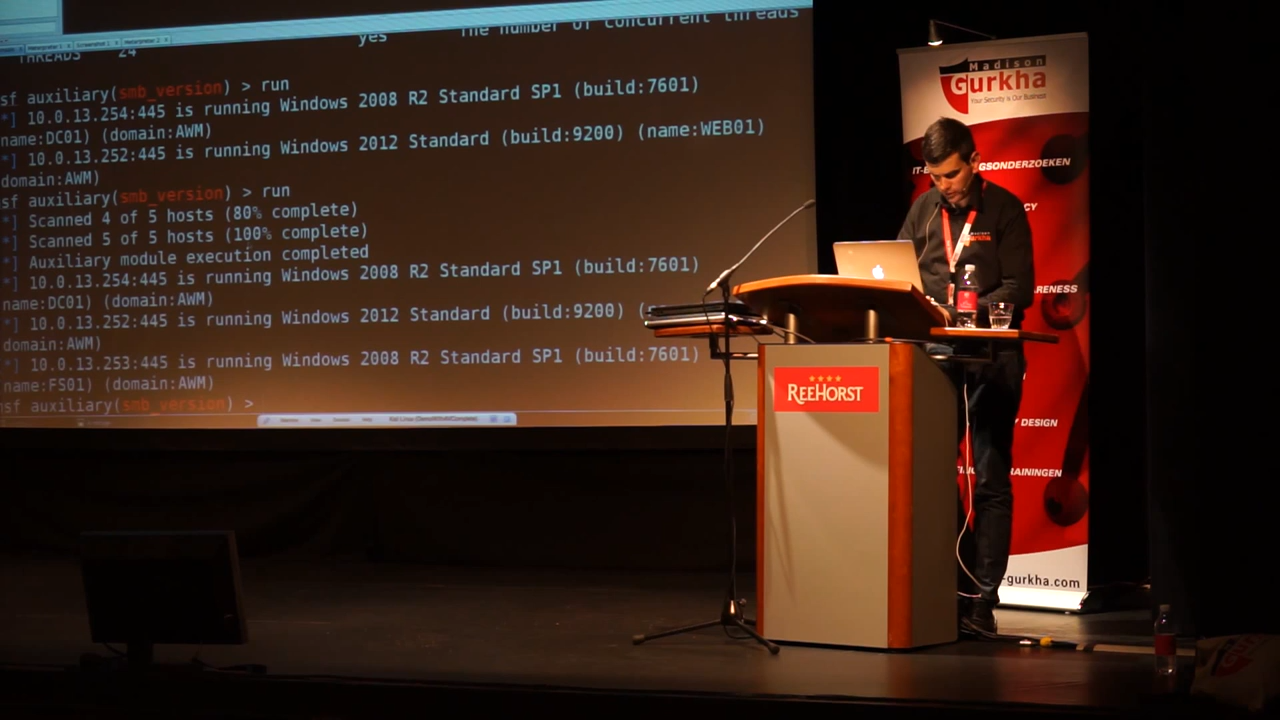 yes The number of concurrent threads
THREADS 24
sf auxiliary(smb_version) > run
*] 10.0.13.254:445 is running Windows 2008 R2 Standard SP1 (build:7601)
name:DC01) (domain:AWM)
*] 10.0.13.252:445 is running Windows 2012 Standard (build:9200) (name:WEB01)
domain:AWM)
sf auxiliary(smb_version) > run
*] Scanned 4 of 5 hosts (80% complete)
*] Scanned 5 of 5 hosts (100% complete)
*] Auxiliary module execution completed
*] 10.0.13.254:445 is running Windows 2008 R2 Standard SP1 (build:7601)
name:DC01) (domain:AWM)
*] 10.0.13.252:445 is running Windows 2012 Standard (build:9200) (
domain:AWM)
*] 10.0.13.253:445 is running Windows 2008 R2 Standard SP1 (build:7601)
name:FS01) (domain:AWM)
sf auxiliary(smb_version) >
Madison
Gurkha
Your Security is Our Business
GSONDERZOEKEN
CY
ARENESS
DESIGN
RAININGEN
-gurkha.com
Gurkha
REEHORST